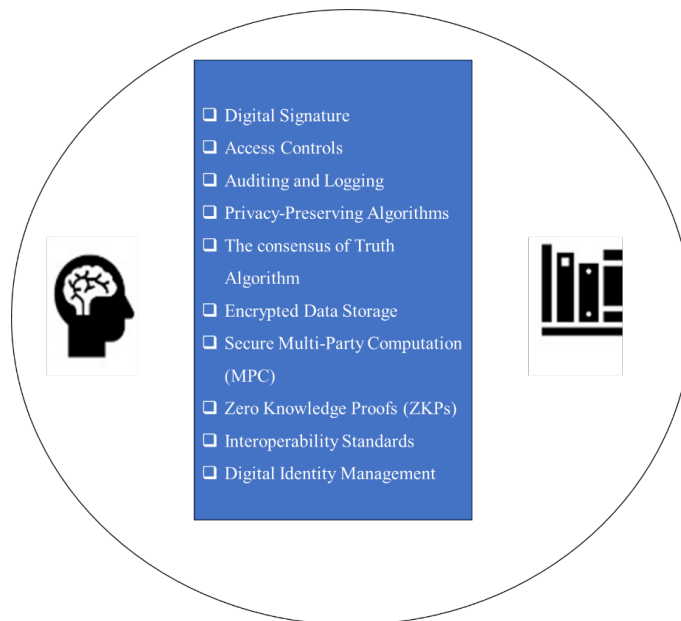 ❑ Digital Signature
❑ Access Controls
❑ Auditing and Logging
❑ Privacy-Preserving Algorithms
❑ The consensus of Truth
Algorithm
❑ Encrypted Data Storage
❑ Secure Multi-Party Computation
(MPC)
❑ Zero Knowledge Proofs (ZKPs)
❑ Interoperability Standards
❑ Digital Identity Management